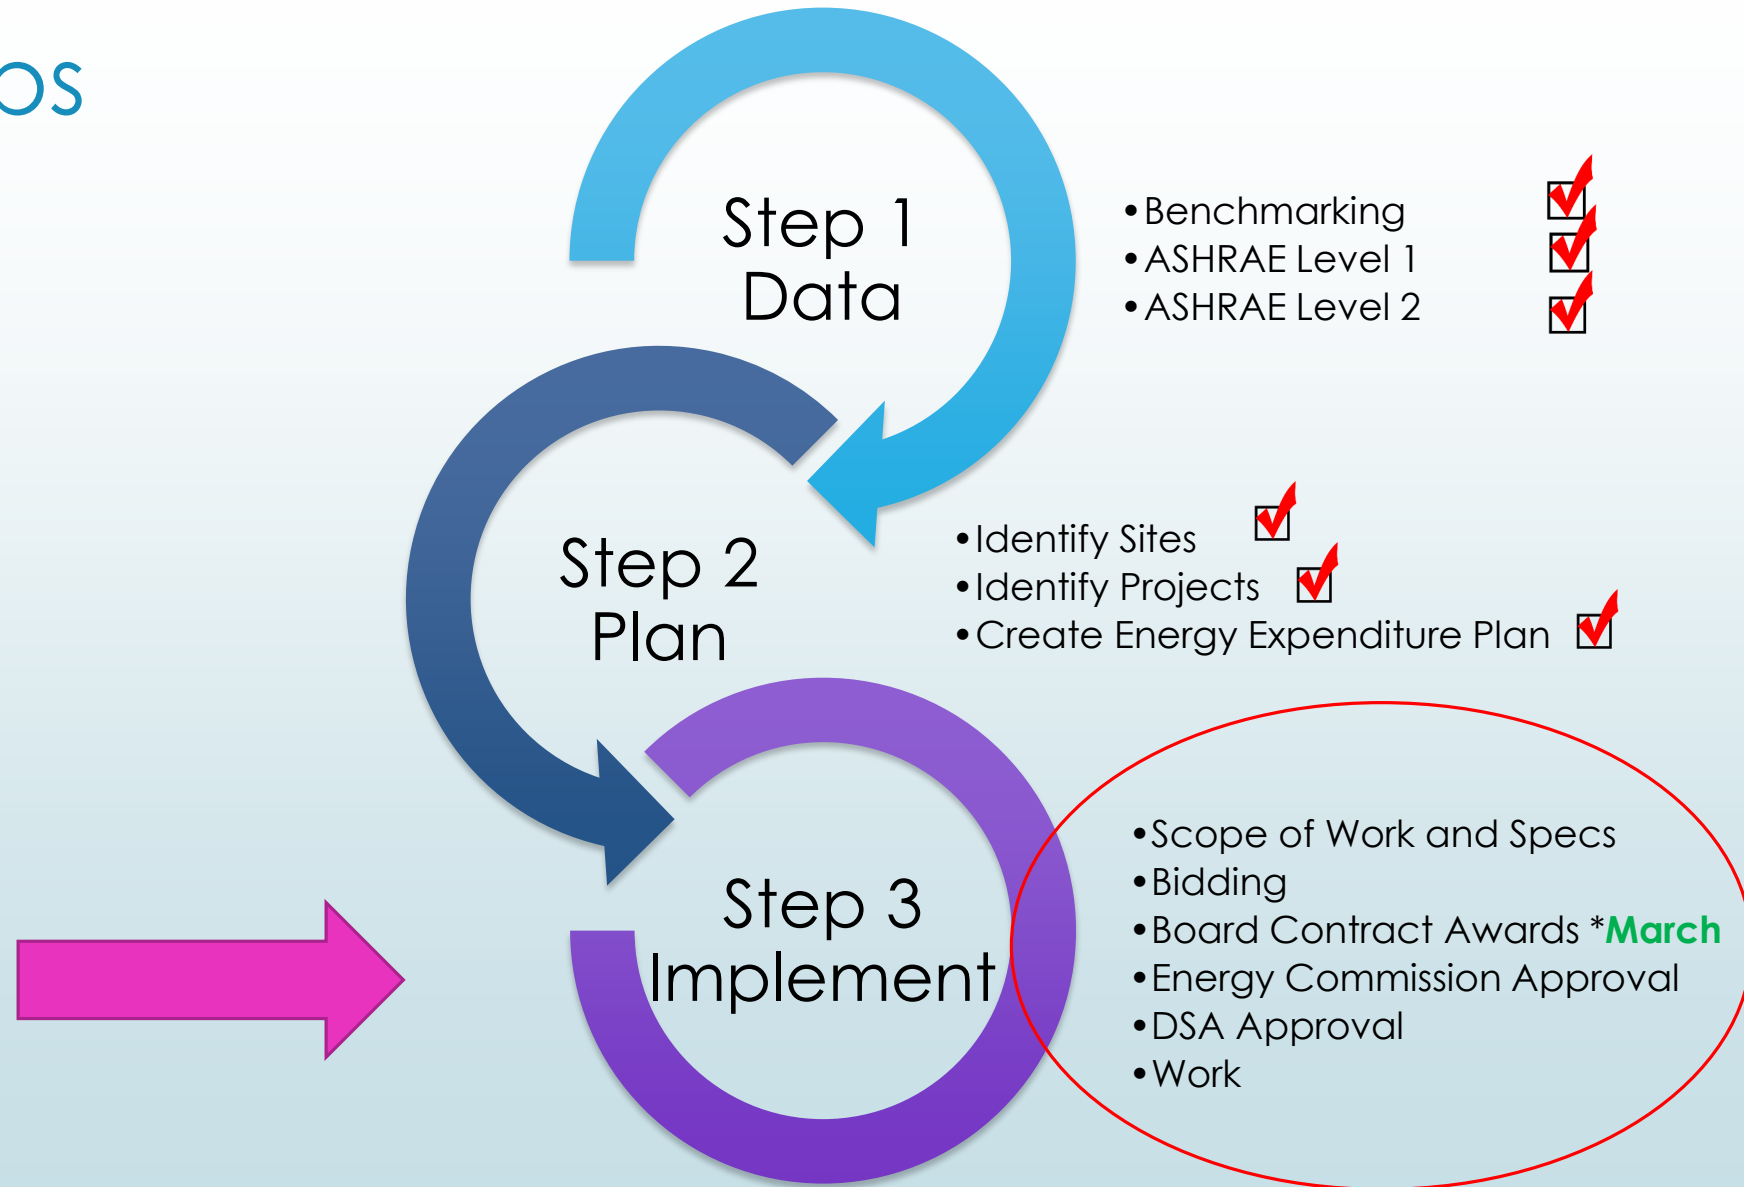 Step 1
Data
•Benchmarking
•ASHRAE Level 1
•ASHRAE Level 2
Step 2
Plan
•Identify Sites
•Identify Projects
•Create Energy Expenditure Plan
Step 3
Implement
•Scope of Work and Specs
•Bidding
•Board Contract Awards *March
•Energy Commission Approval
•DSA Approval
•Work